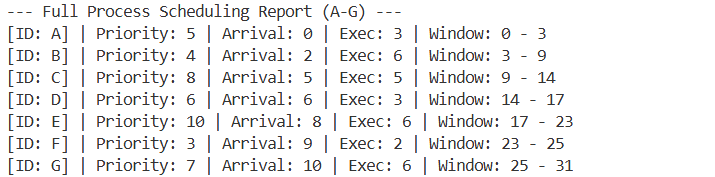 --- Full Process Scheduling Report (A-G) ---
[ID: A] | Priority: 5 | Arrival: 0 | Exec: 3 | Window: 0 - 3
[ID: B] | Priority: 4 | Arrival: 2 | Exec: 6 | Window: 3 - 9
[ID: C] | Priority: 8 | Arrival: 5 | Exec: 5 | Window: 9 - 14
[ID: D] | Priority: 6 | Arrival: 6 | Exec: 3 | Window: 14 - 17
[ID: E] | Priority: 10 | Arrival: 8 | Exec: 6 | Window: 17 - 23
[ID: F] | Priority: 3 | Arrival: 9 | Exec: 2 | Window: 23 - 25
[ID: G] | Priority: 7 | Arrival: 10 | Exec: 6 | Window: 25 - 31